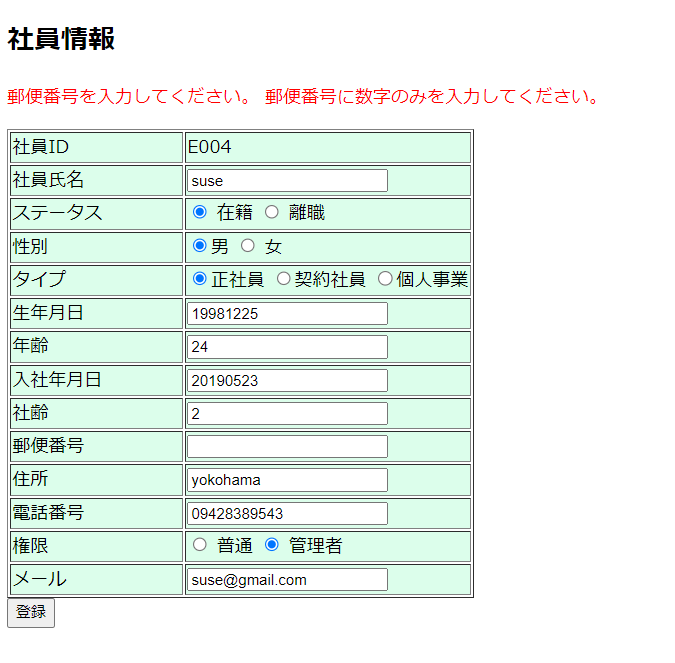 社員情報
郵便番号を入力してください。 郵便番号に数字のみを入力してください。
社員ID E004
社員氏名 suse
ステータス 在籍 離職
性別 男 女
タイプ 正社員 契約社員 個人事業
生年月日 19981225
年齢 24
入社年月日 20190523
社齢 2
郵便番号
住所 yokohama
電話番号 09428389543
権限 普通 管理者
メール suse@gmail.com
登録